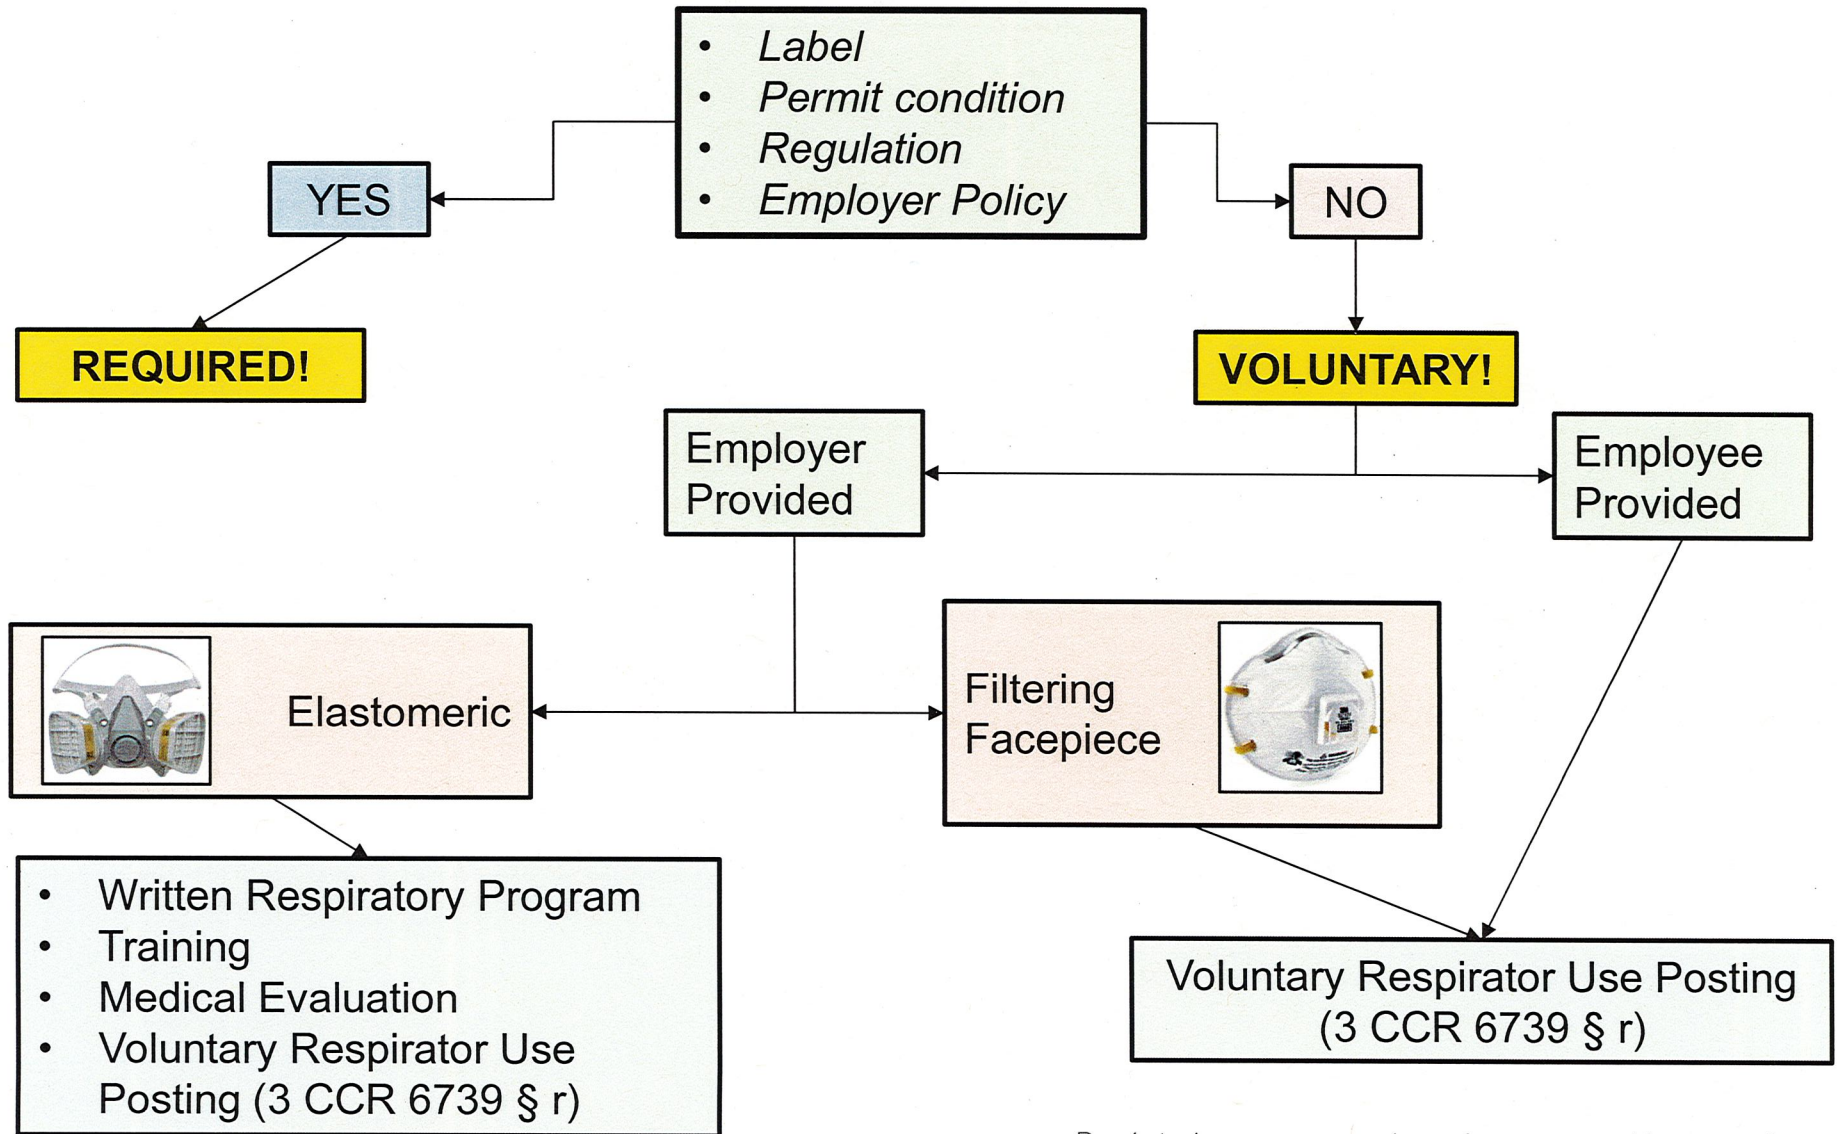 • Label
• Permit condition
• Regulation
• Employer Policy
YES
NO
REQUIRED!
VOLUNTARY!
Employer
Provided
Employee
Provided
Elastomeric
Filtering
Facepiece
• Written Respiratory Program
• Training
• Medical Evaluation
• Voluntary Respirator Use
Posting (3 CCR 6739 § r)
Voluntary Respirator Use Posting
(3 CCR 6739 § r)